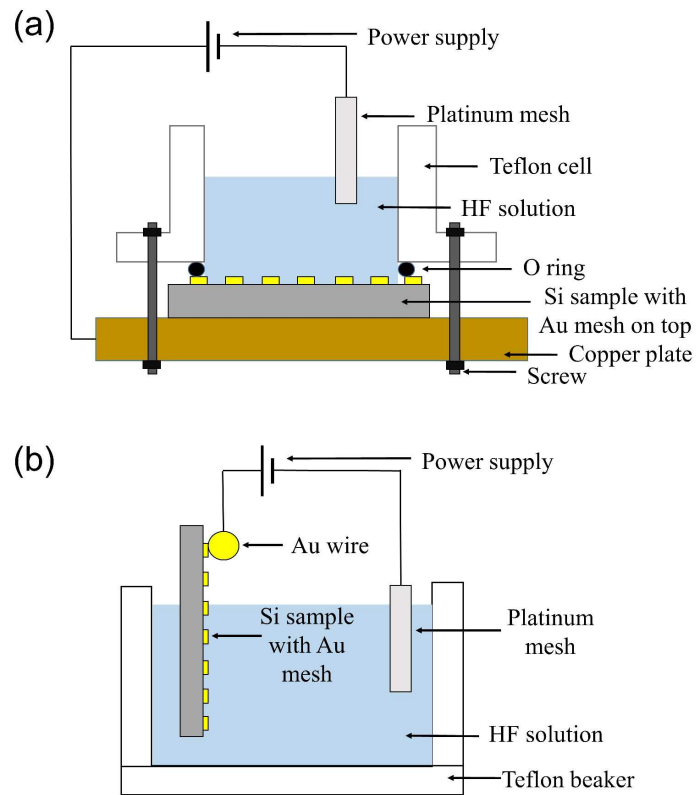 (a)
Power supply
Platinum mesh
Teflon cell
HF solution
O ring
Si sample with
Au mesh on top
Copper plate
Screw
(b)
Power supply
Au wire
Si sample
with Au
mesh
Platinum
mesh
HF solution
Teflon beaker